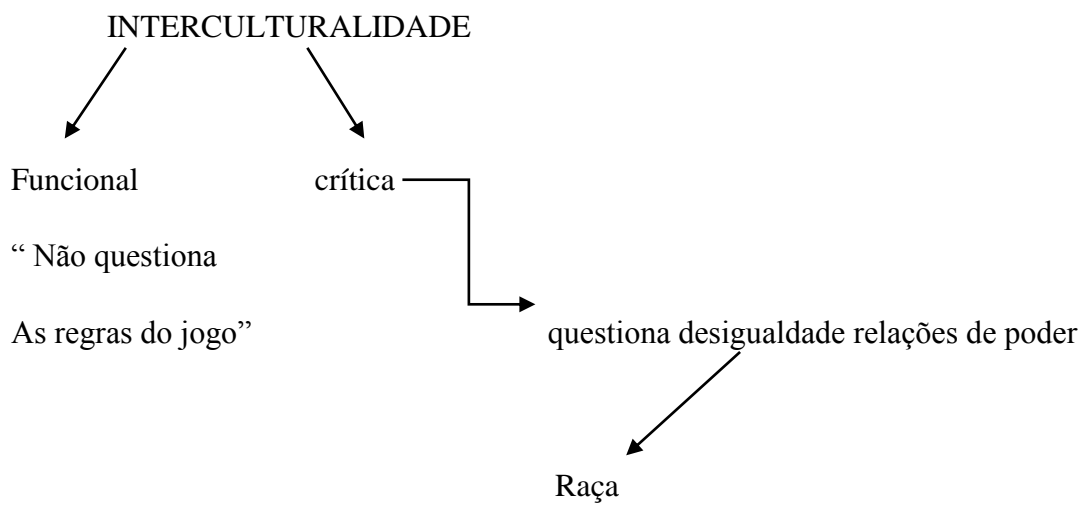 INTERCULTURALIDADE
Funcional
crítica
“ Não questiona
As regras do jogo”
questiona desigualdade relações de poder
Raça